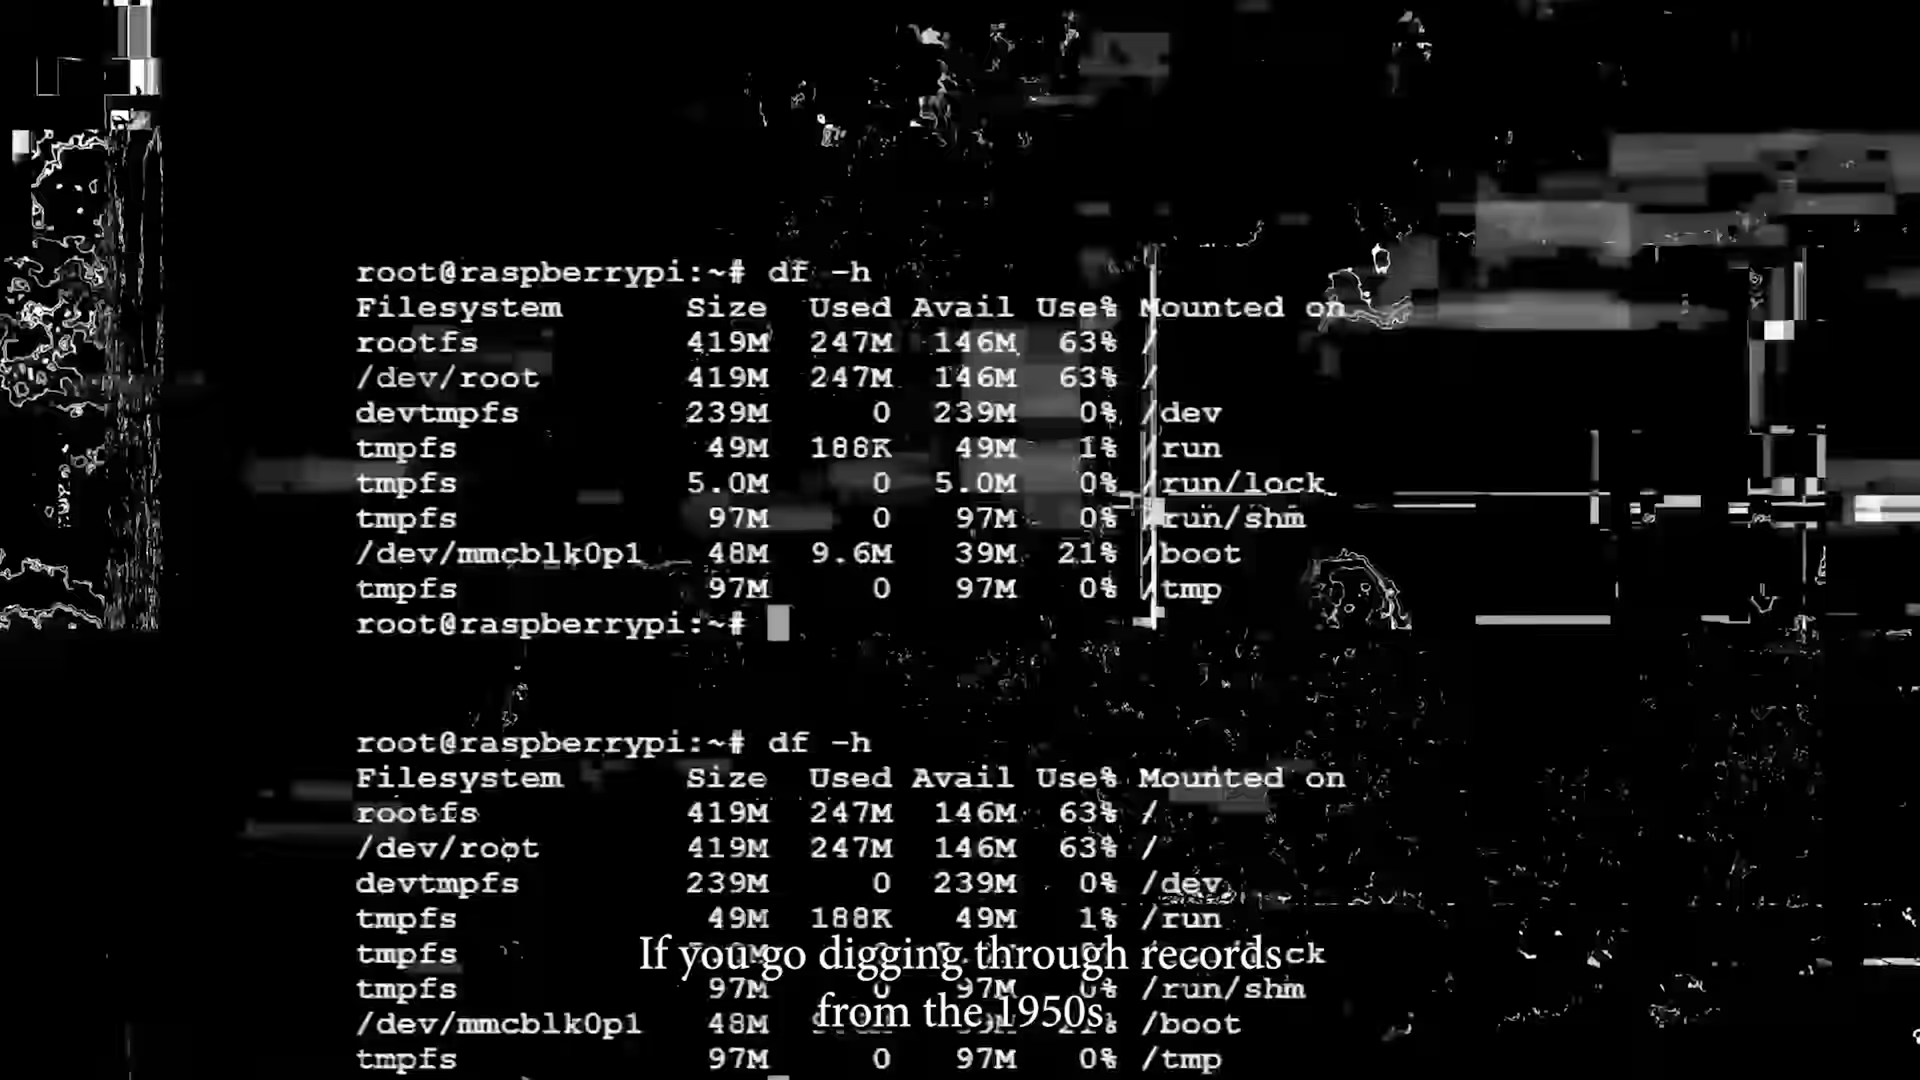 root@raspberrypi:~# df -h
Filesystem Size Used Avail Use% Mounted on
rootfs 419M 247M 146M 63% /
/dev/root 419M 247M 146M 63% /
devtmpfs 239M 0 239M 0% /dev
tmpfs 49M 188K 49M 1% /run
tmpfs 5.0M 0 5.0M 0% /run/lock
tmpfs 97M 0 97M 0% /run/shm
/dev/mmcblk0p1 48M 9.6M 39M 21% /boot
tmpfs 97M 0 97M 0% /tmp
root@raspberrypi:~#
root@raspberrypi:~# df -h
Filesystem Size Used Avail Use% Mounted on
rootfs 419M 247M 146M 63% /
/dev/root 419M 247M 146M 63% /
devtmpfs 239M 0 239M 0% /dev
tmpfs 49M 188K 49M 1% /run
tmpfs
If you go digging through records
tmpfs 97M 0 97M 0% /run/shm
from the 1950s
/dev/mmcblk0p1 48M /boot
tmpfs 97M 0 97M 0% /tmp